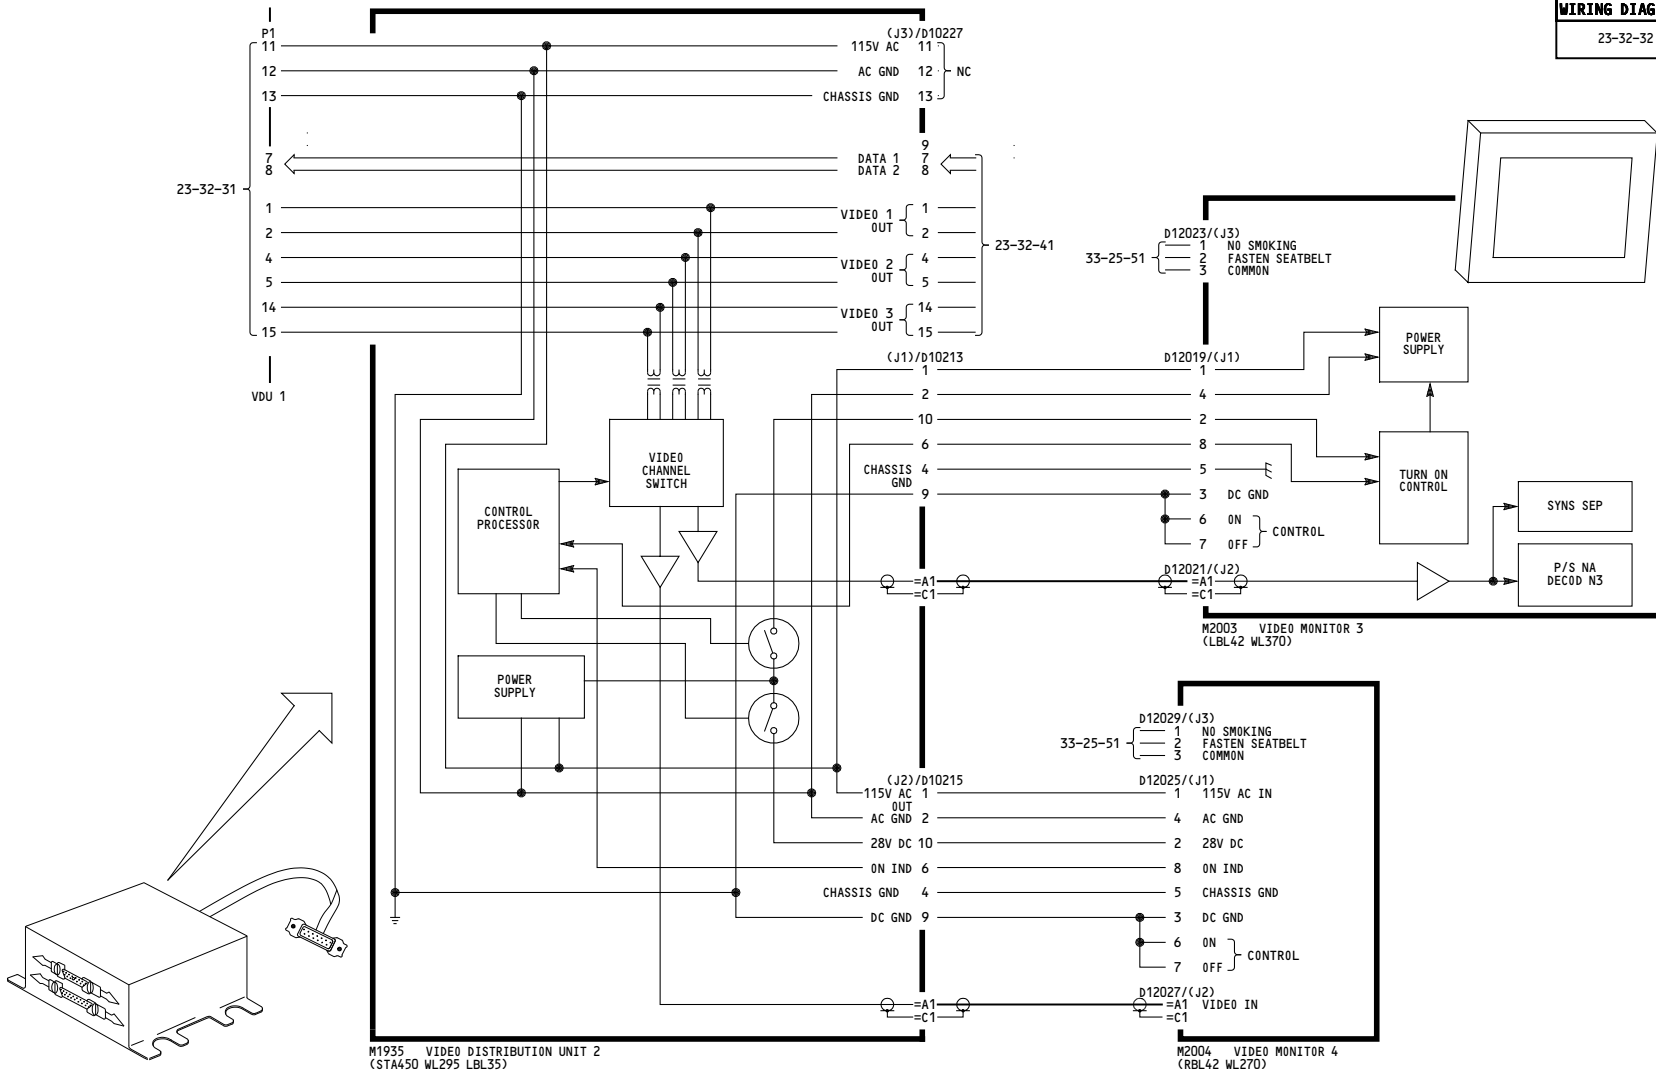 WIRING DIAG
23-32-32
P1
(J3)/D10227
11
115V AC
11
12
AC GND
12
NC
13
CHASSIS GND
13
9
7
DATA 1
7
8
DATA 2
8
23-32-31
1
VIDEO 1
OUT
1
2
2
4
VIDEO 2
OUT
4
5
5
14
VIDEO 3
OUT
14
15
15
23-32-41
VDU 1
D12023/(J3)
33-25-51
1 NO SMOKING
2 FASTEN SEATBELT
3 COMMON
POWER
SUPPLY
(J1)/D10213
D12019/(J1)
1
1
2
4
10
2
6
8
CHASSIS
GND
4
5
9
3 DC GND
6 ON
7 OFF
CONTROL
TURN ON
CONTROL
VIDEO
CHANNEL
SWITCH
CONTROL
PROCESSOR
SYNS SEP
P/S NA
DECOD N3
D12021/(J2)
=A1
=C1
=A1
=C1
M2003 VIDEO MONITOR 3
(LBL42 WL370)
POWER
SUPPLY
D12029/(J3)
33-25-51
1 NO SMOKING
2 FASTEN SEATBELT
3 COMMON
(J2)/D10215
D12025/(J1)
115V AC
OUT
1
1 115V AC IN
AC GND 2
4 AC GND
28V DC 10
2 28V DC
ON IND 6
8 ON IND
CHASSIS GND 4
5 CHASSIS GND
DC GND 9
3 DC GND
6 ON
7 OFF
CONTROL
D12027/(J2)
=A1
=C1
=A1 VIDEO IN
=C1
M1935 VIDEO DISTRIBUTION UNIT 2
(STA450 WL295 LBL35)
M2004 VIDEO MONITOR 4
(RBL42 WL270)